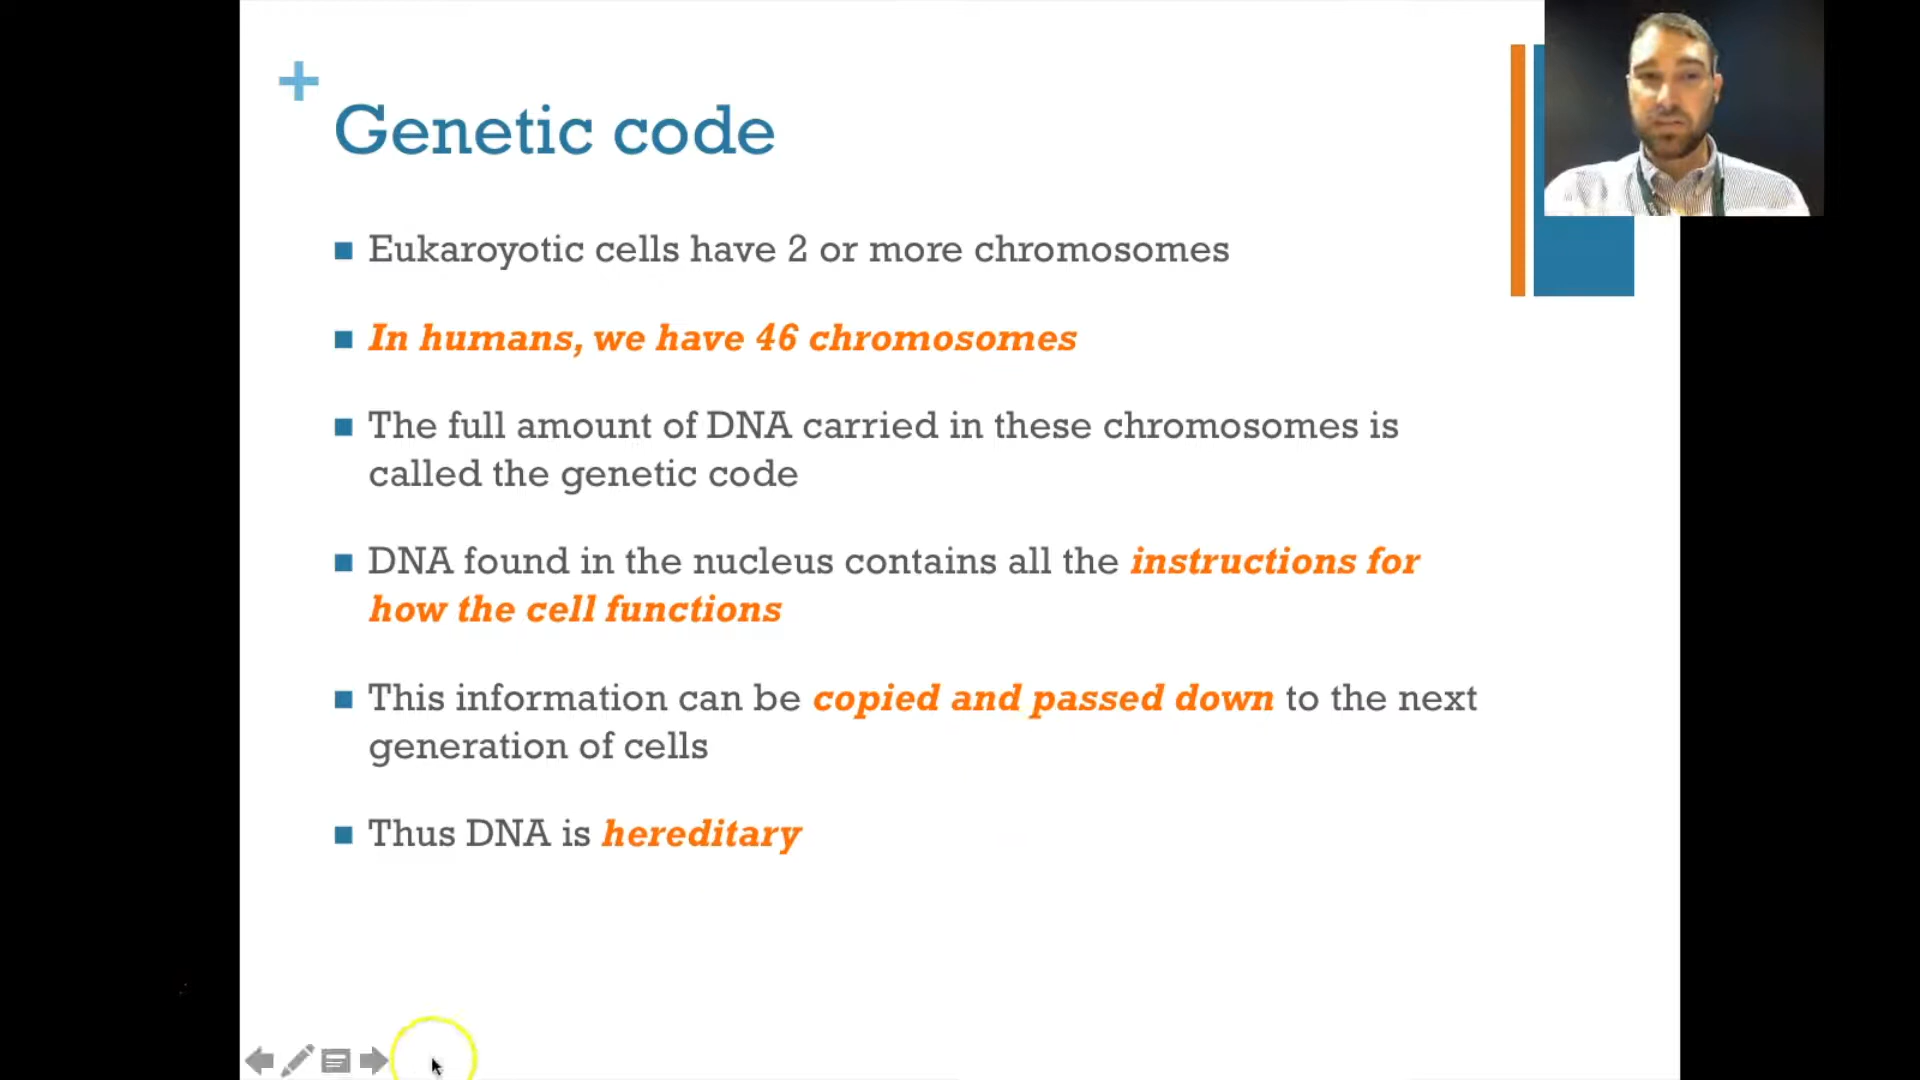 +
Genetic code
Eukaroyotic cells have 2 or more chromosomes
In humans, we have 46 chromosomes
The full amount of DNA carried in these chromosomes is
called the genetic code
DNA found in the nucleus contains all the instructions for
how the cell functions
This information can be copied and passed down to the next
generation of cells
Thus DNA is hereditary